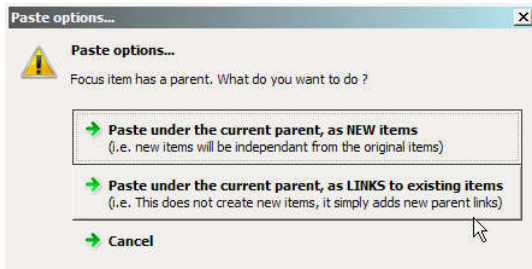 Paste options...
Paste options...
Focus item has a parent. What do you want to do ?
Paste under the current parent, as NEW items
(i.e. new items will be independant from the original items)
Paste under the current parent, as LINKS to existing items
(i.e. This does not create new items, it simply adds new parent links)
Cancel